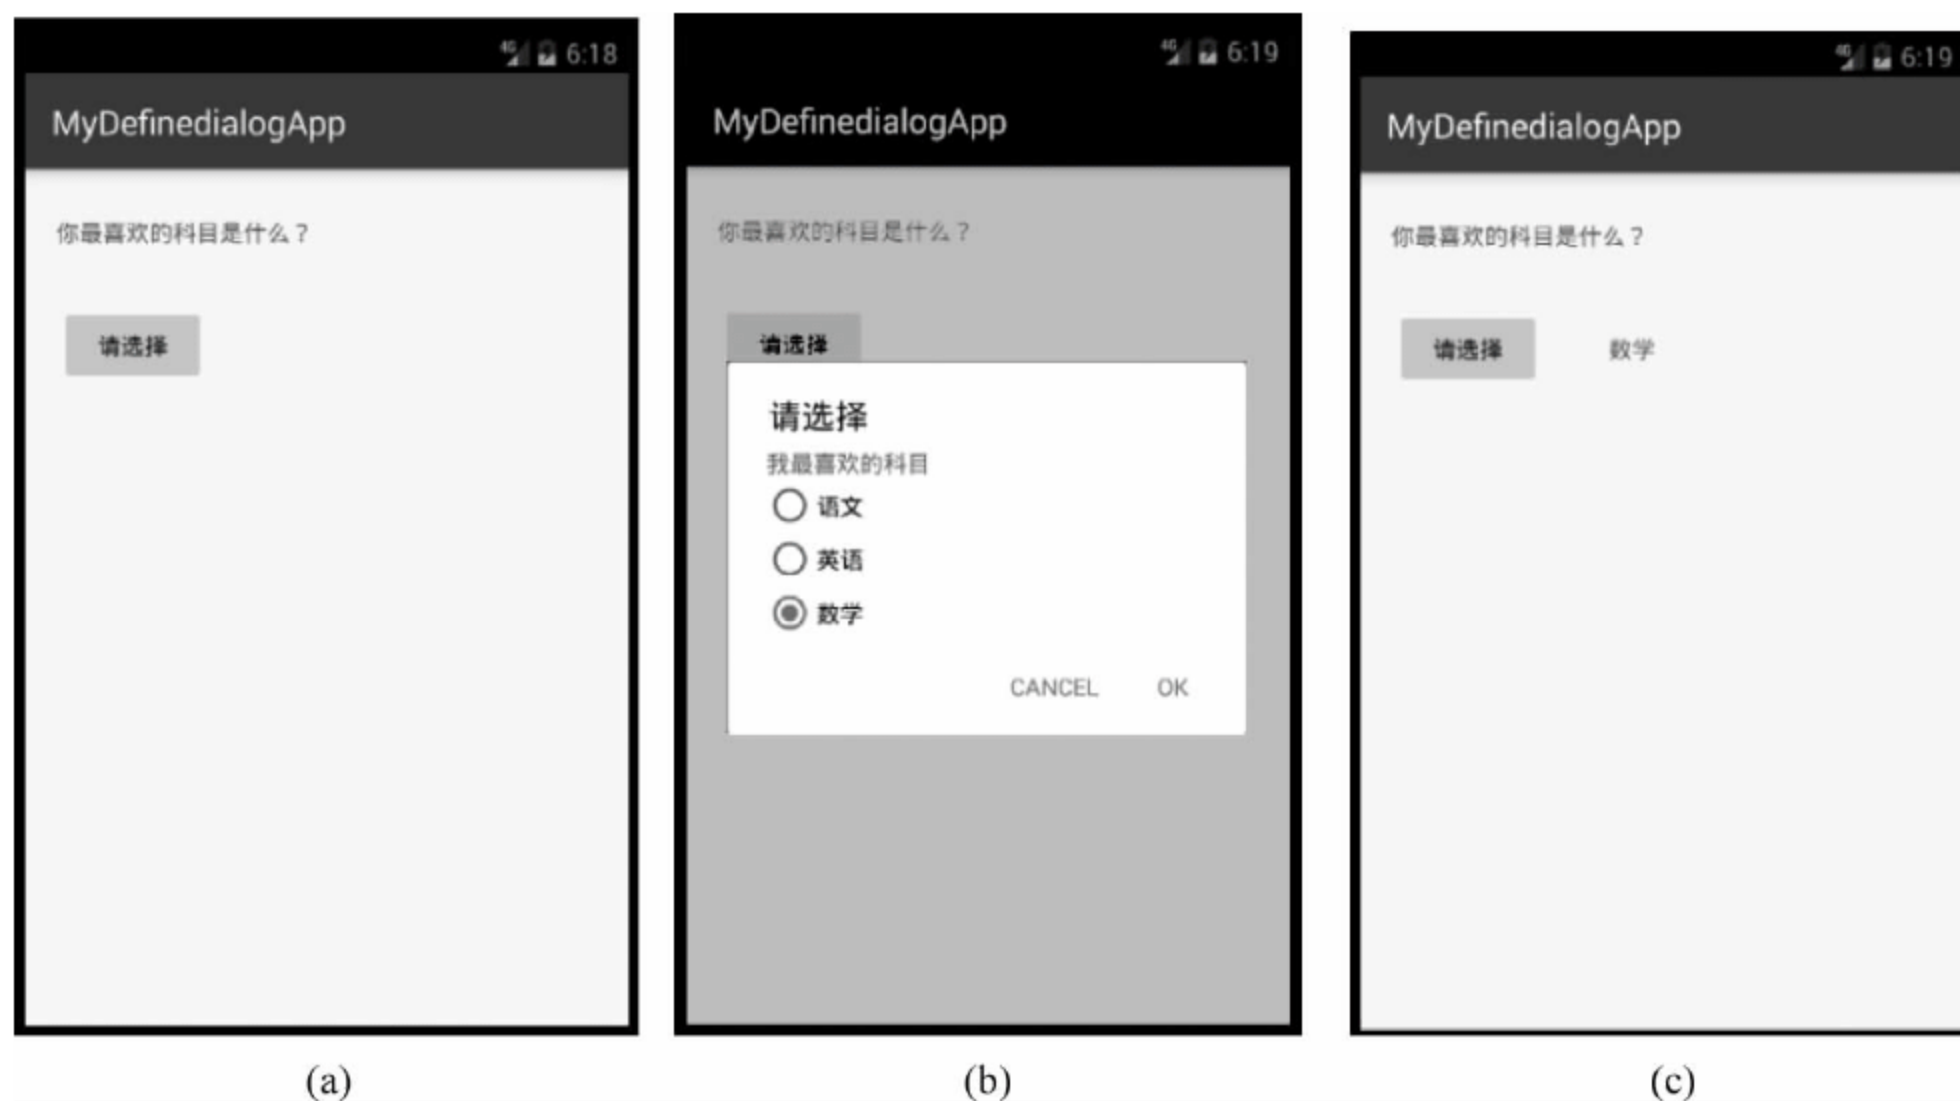 4G 6:18
MyDefinedialogApp
你最喜欢的科目是什么？
请选择
(a)
4G 6:19
MyDefinedialogApp
你最喜欢的科目是什么？
请选择
请选择
我最喜欢的科目
语文
英语
数学
CANCEL OK
(b)
4G 6:19
MyDefinedialogApp
你最喜欢的科目是什么？
请选择 数学
(c)